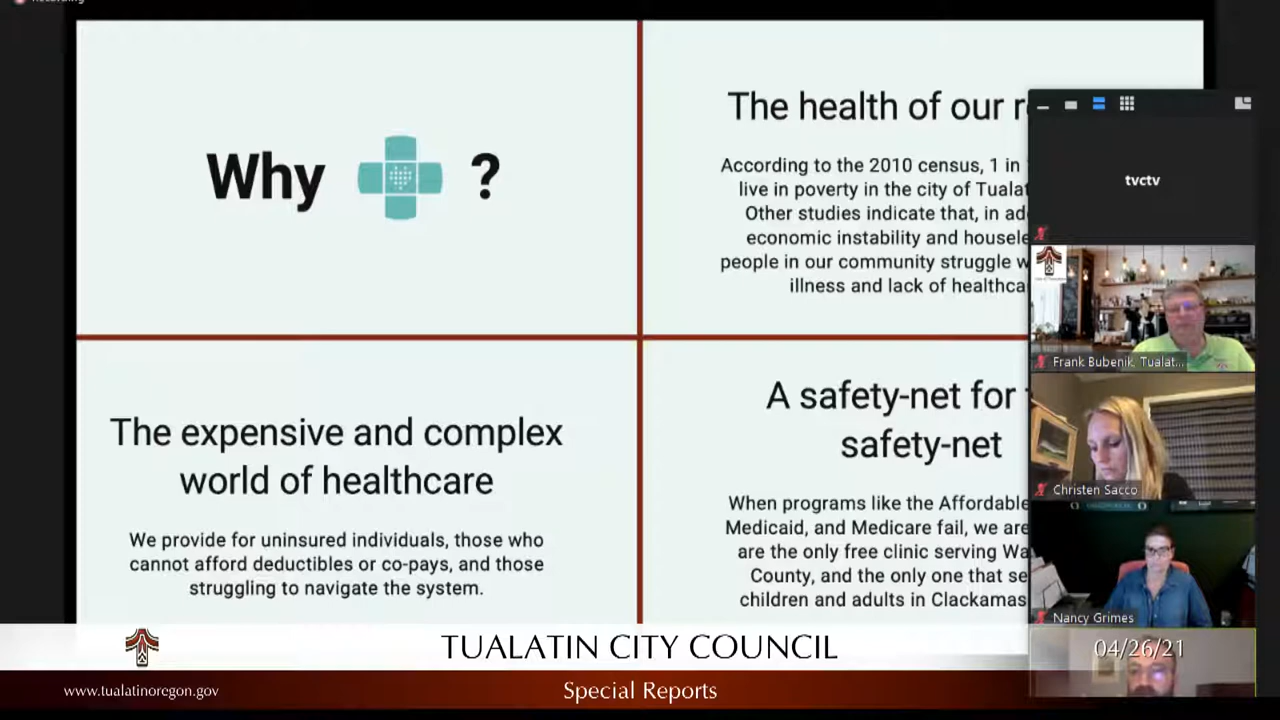 Why ?
The health of our
According to the 2010 census, 1 in
live in poverty in the city of
Other studies indicate that, in
economic instability and
people in our community struggle
illness and lack of
The expensive and complex
world of healthcare
We provide for uninsured individuals, those who
cannot afford deductibles or co-pays, and those
struggling to navigate the system.
A safety-net for
safety-net
When programs like the Affordable
Medicaid, and Medicare fail, we are
are the only free clinic serving
County, and the only one that
children and adults in Clackamas
tvctv
Frank Bubenik, Tualat...
Christen Sacco
Nancy Grimes
04/26/21
TUALATIN CITY COUNCIL
www.tualatinoregon.gov
Special Reports